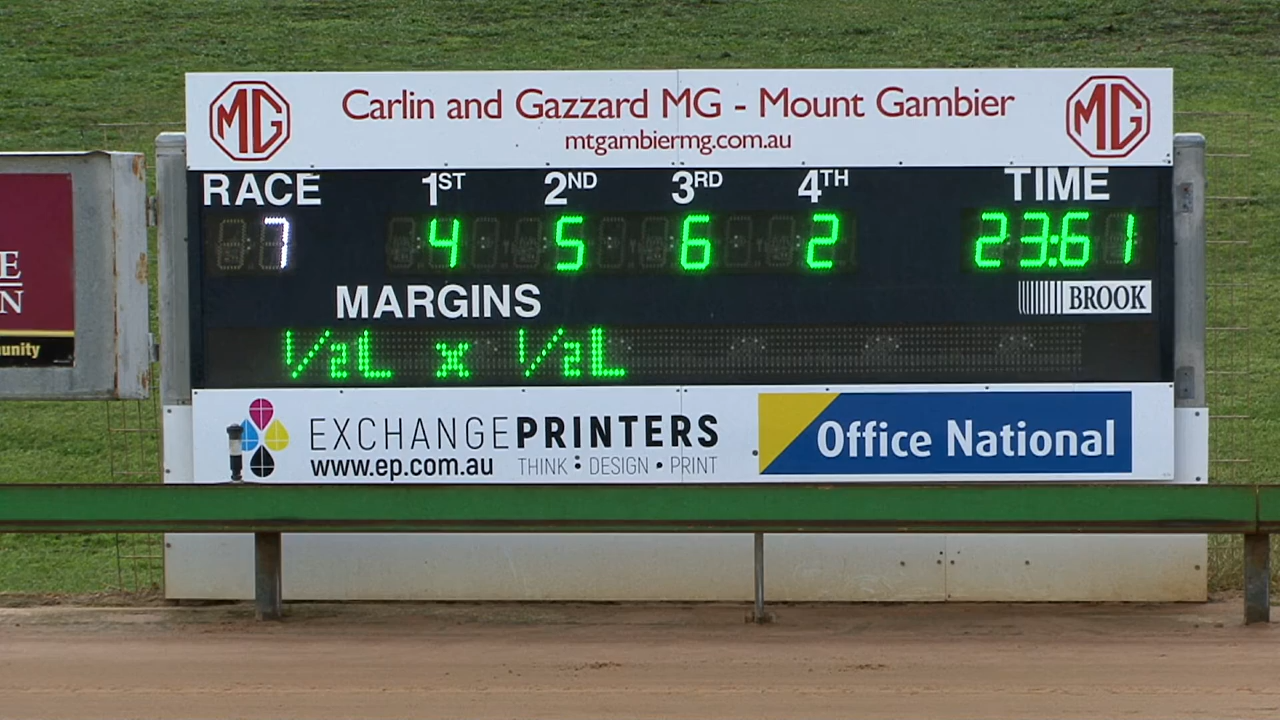 MG Carlin and Gazzard MG - Mount Gambier MG
mtgambiermg.com.au
RACE 1ST 2ND 3RD 4TH TIME
7 4 5 6 2 23:61
MARGINS
BROOK
1/2L x 1/2L
EXCHANGEPRINTERS
www.ep.com.au THINK : DESIGN • PRINT
Office National
E
N
unity